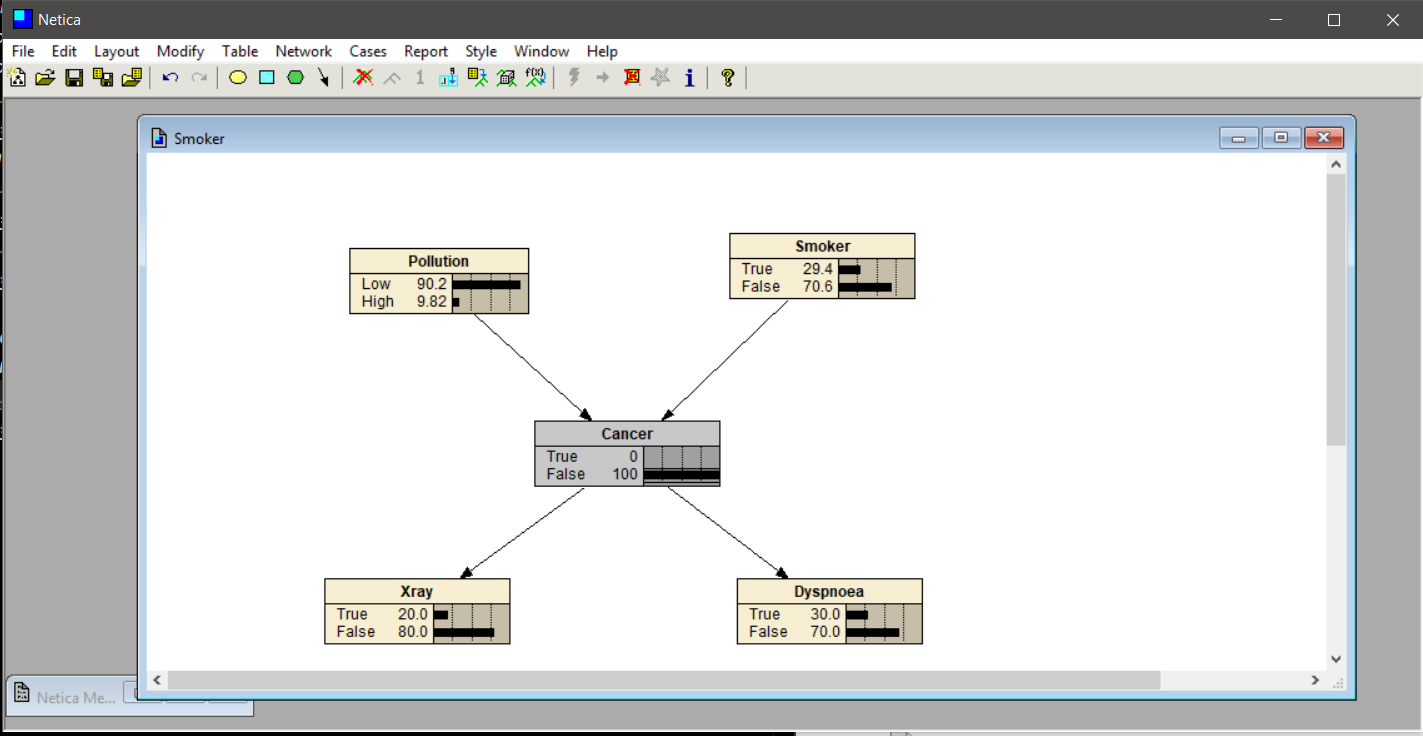 Netica
File Edit Layout Modify Table Network Cases Report Style Window Help
1 f(x) i ?
Smoker
Pollution
Low 90.2
High 9.82
Smoker
True 29.4
False 70.6
Cancer
True 0
False 100
Xray
True 20.0
False 80.0
Dyspnoea
True 30.0
False 70.0
Netica Me...